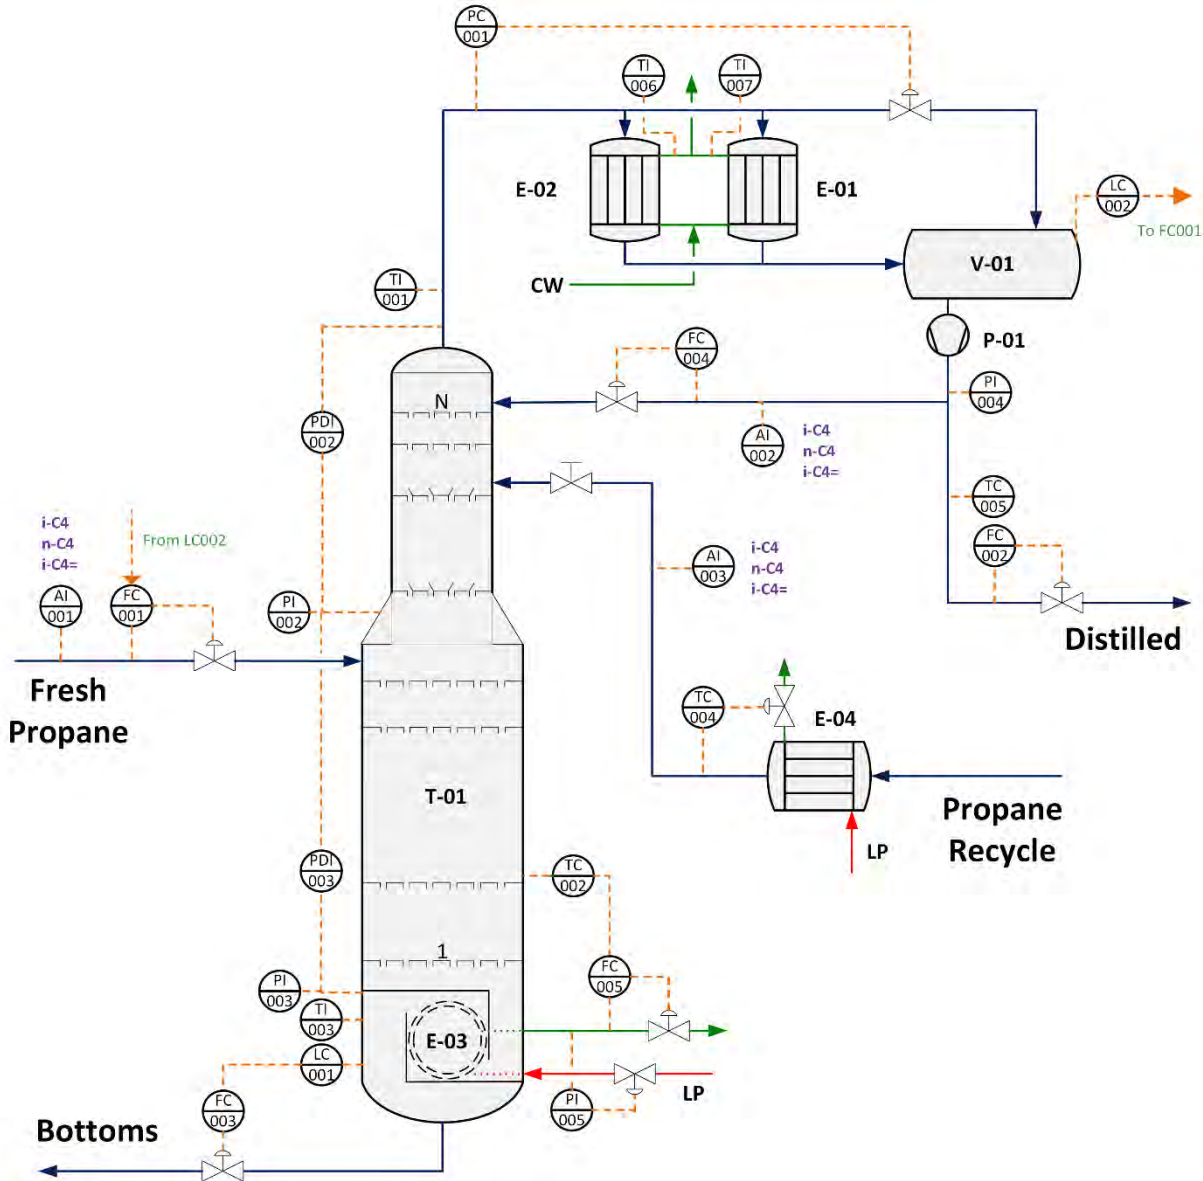 PC
001
TI
006
TI
007
E-02
E-01
LC
002
To FC001
V-01
CW
TI
001
P-01
FC
004
PI
004
N
PDI
002
AI
002
i-C4
n-C4
i-C4=
TC
005
i-C4
n-C4
i-C4=
From LC002
FC
002
AI
003
i-C4
n-C4
i-C4=
AI
001
FC
001
PI
002
Distilled
Fresh
Propane
TC
004
E-04
T-01
Propane
Recycle
LP
PDI
003
TC
002
1
PI
003
FC
005
TI
003
E-03
LC
001
LP
FC
003
PI
005
Bottoms